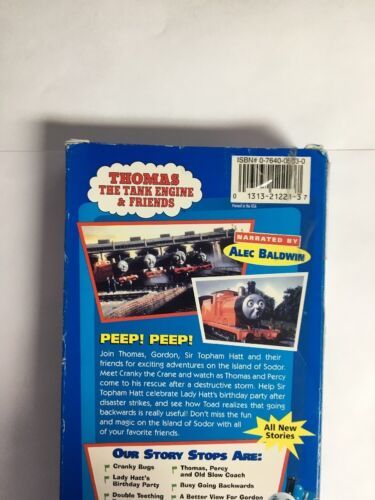 ISBN# 0-7640-0503-0
0 1313-21221-3 7
Printed in the USA
THOMAS
THE TANK ENGINE
& FRIENDS
NARRATED BY
ALEC BALDWIN
PEEP! PEEP!
Join Thomas, Gordon, Sir Topham Hatt and their
friends for exciting adventures on the Island of Sodor.
Meet Cranky the Crane and watch as Thomas and Percy
come to his rescue after a destructive storm. Help Sir
Topham Hatt celebrate Lady Hatt's birthday party after
disaster strikes, and see how Toad realizes that going
backwards is really useful! Don't miss the fun
and magic on the Island of Sodor with all
of your favorite friends.
All New
Stories
OUR STORY STOPS ARE:
Cranky Bugs
Lady Hatt's
Birthday Party
Double Teething
Thomas, Percy
and Old Slow Coach
Busy Going Backwards
A Better View For Gordon